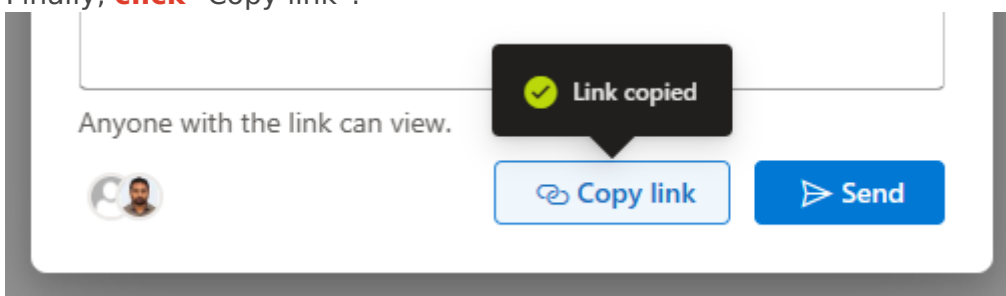 Finally, click "Copy link".
Link copied
Anyone with the link can view.
Copy link
Send